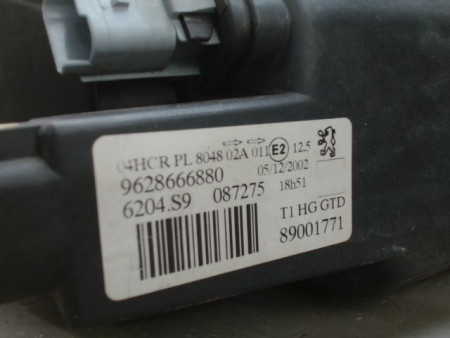 04HCR PL 8048 02A 011 E2 12.5
9628666880 05/12/2002
6204.S9 087275 18h51
T1 HG GTD
89001771